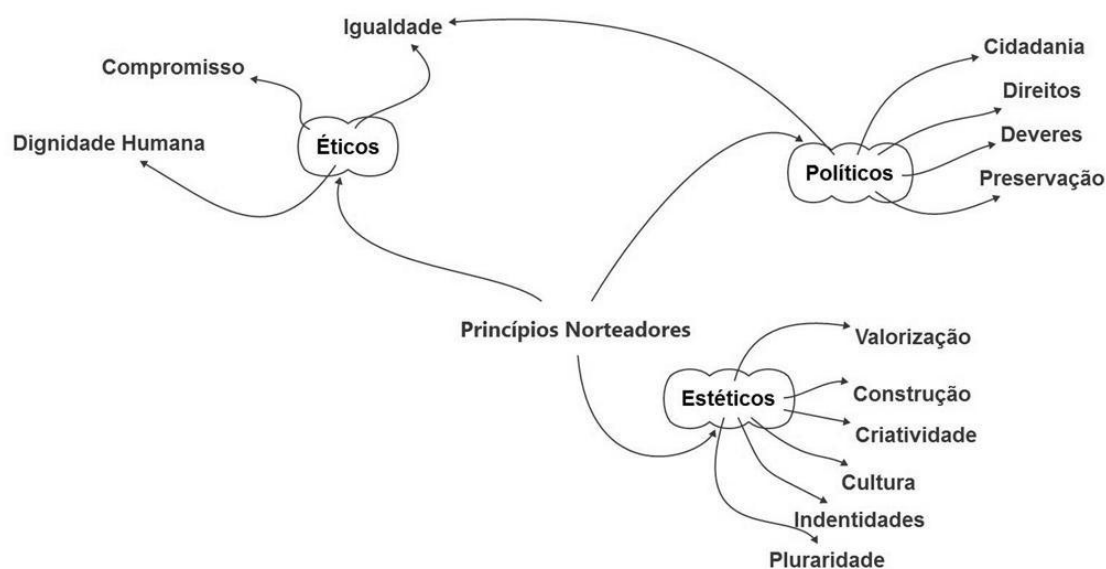 Igualdade
Compromisso
Dignidade Humana
Éticos
Cidadania
Direitos
Deveres
Preservação
Políticos
Princípios Norteadores
Valorização
Estéticos
Construção
Criatividade
Cultura
Indentidades
Pluraridade